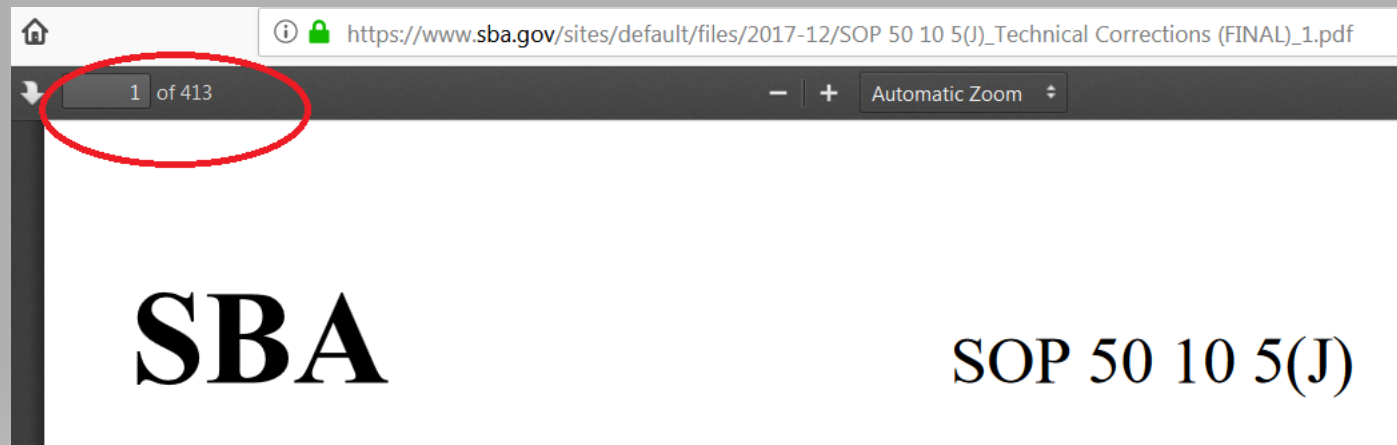 https://www.sba.gov/sites/default/files/2017-12/SOP 50 10 5(J)_Technical Corrections (FINAL)_1.pdf
1 of 413
Automatic Zoom
SBA
SOP 50 10 5(J)